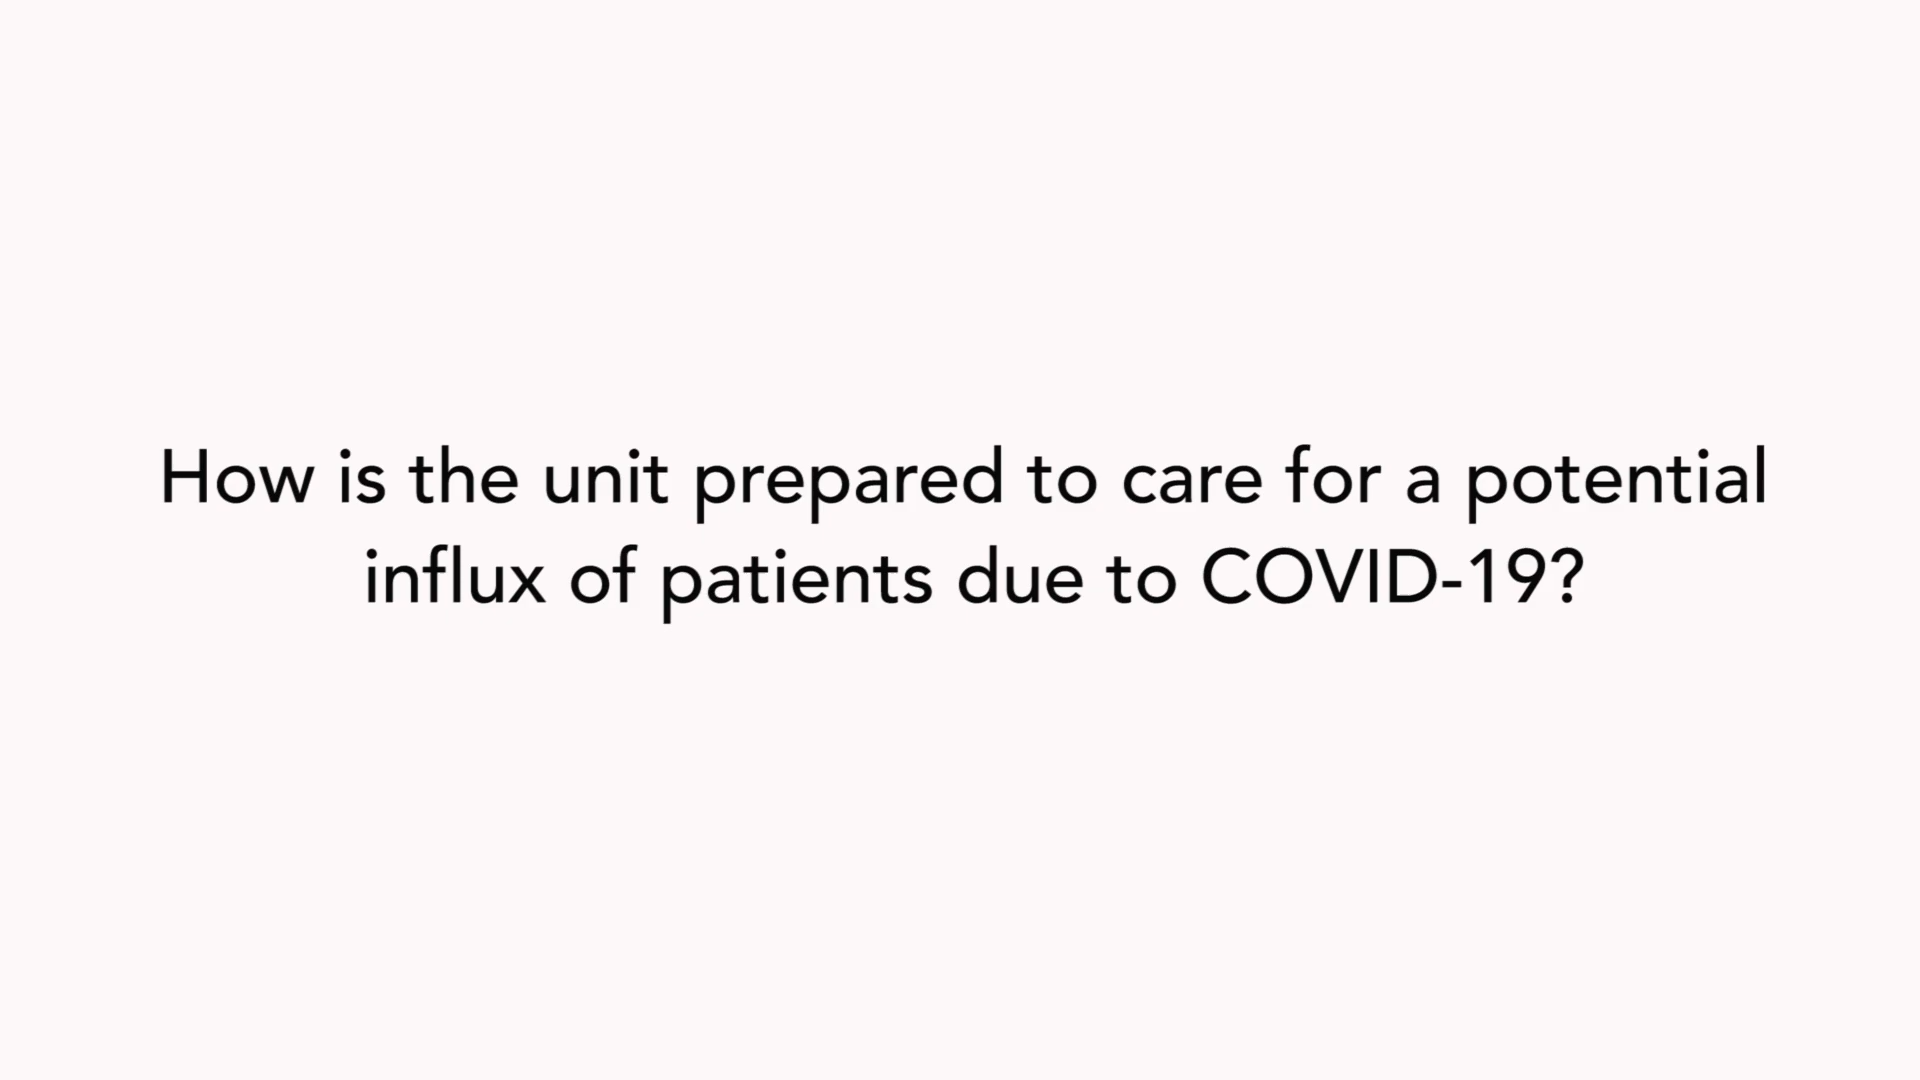 How is the unit prepared to care for a potential
influx of patients due to COVID-19?